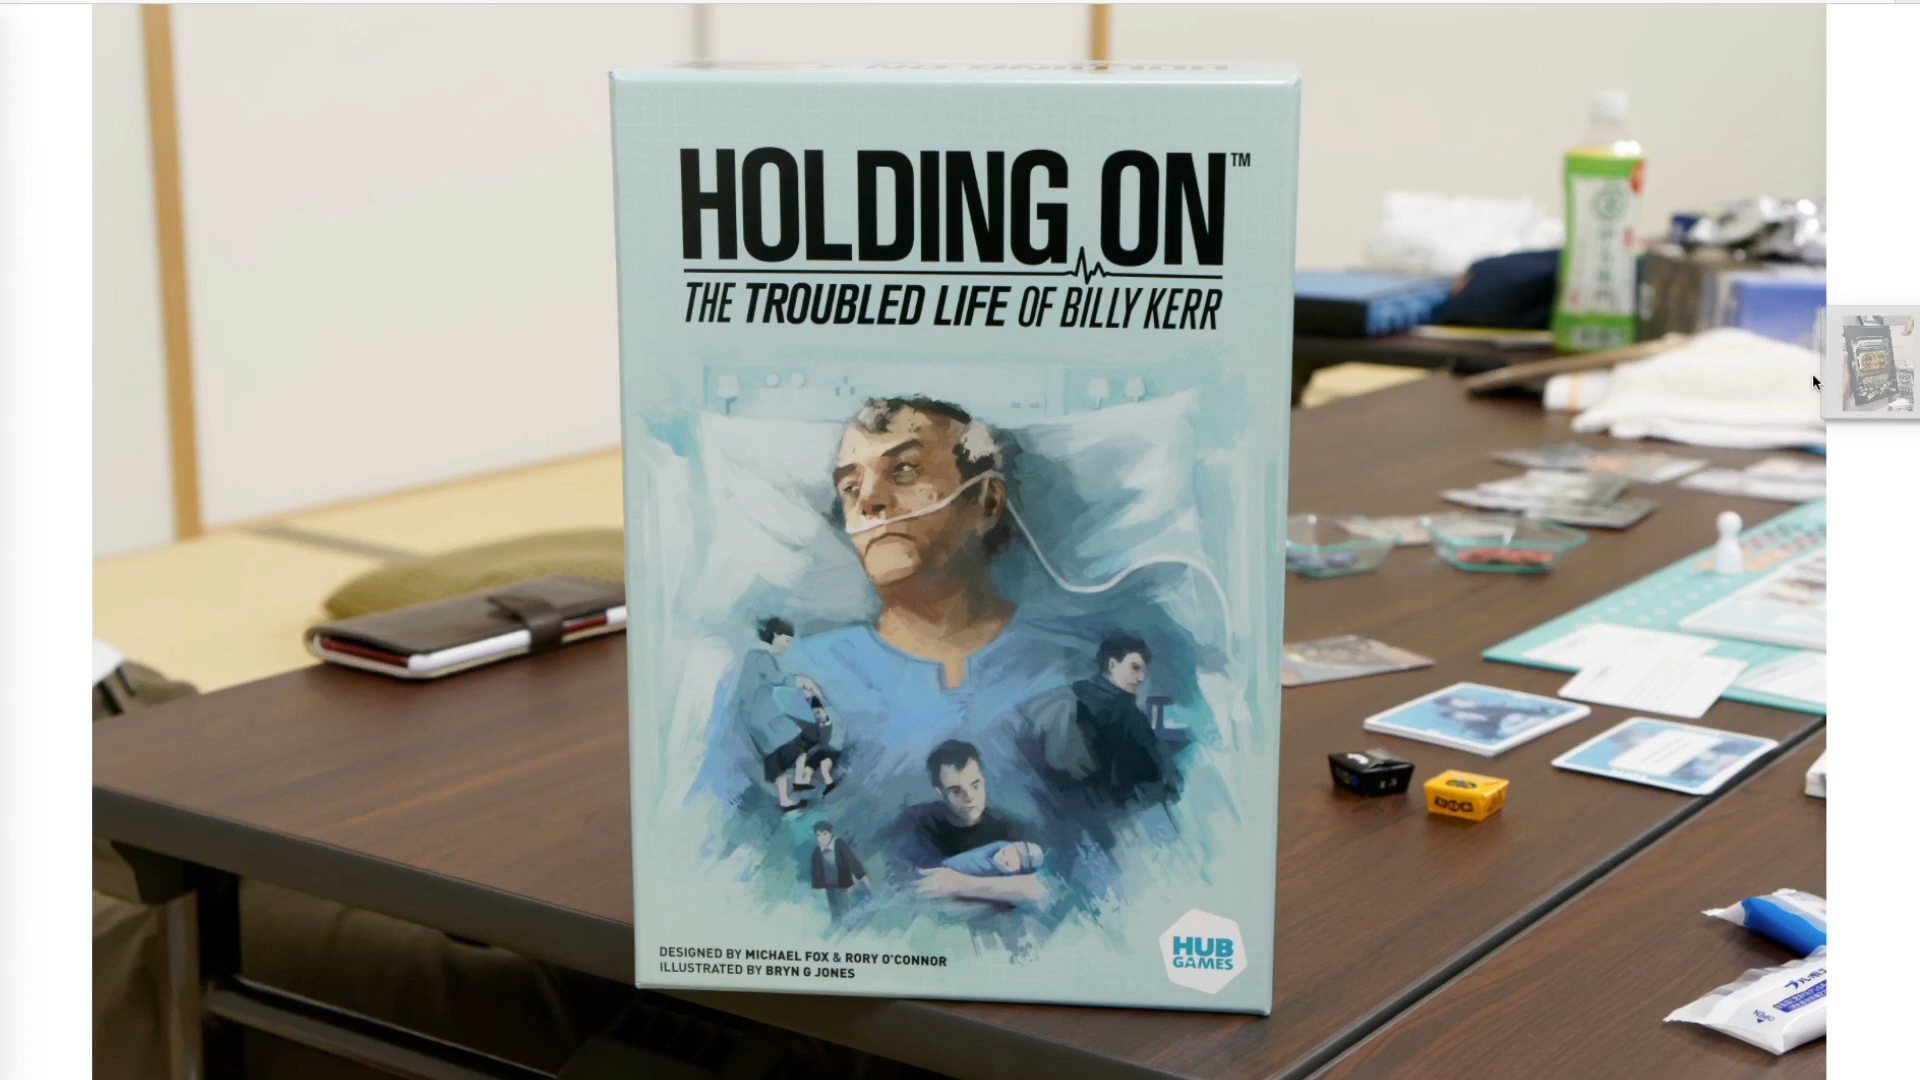 HOLDING ON™
THE TROUBLED LIFE OF BILLY KERR
DESIGNED BY MICHAEL FOX & RORY O'CONNOR
ILLUSTRATED BY BRYN G JONES
HUB
GAMES
OPEN